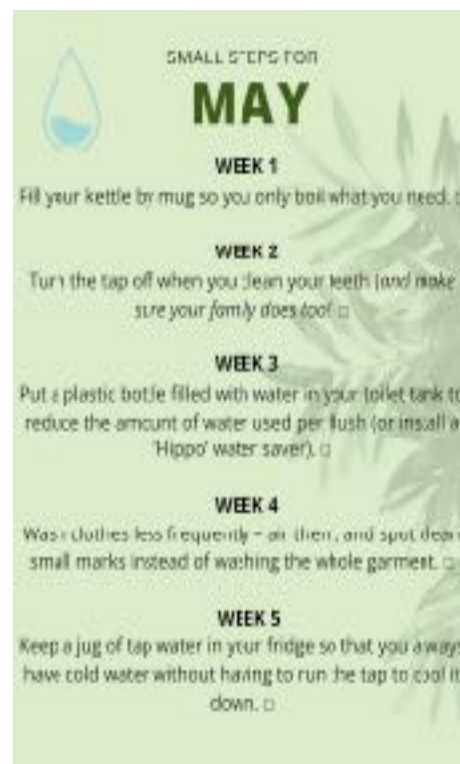 SMALL STEPS FOR
MAY
WEEK 1
Fill your kettle by mug so you only boil what you need. □
WEEK 2
Turn the tap off when you clean your teeth (and make
sure your family does too! □
WEEK 3
Put a plastic bottle filled with water in your toilet tank to
reduce the amount of water used per flush (or install a
'Hippo' water saver). □
WEEK 4
Wash clothes less frequently – air them, and spot clean
small marks instead of washing the whole garment. □
WEEK 5
Keep a jug of tap water in your fridge so that you always
have cold water without having to run the tap to cool it
down. □